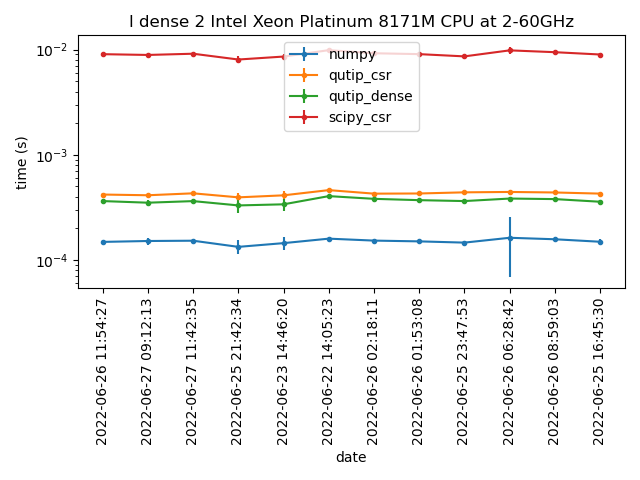 l dense 2 Intel Xeon Platinum 8171M CPU at 2-60GHz
numpy
qutip_csr
qutip_dense
scipy_csr
time (s)
10⁻²
10⁻³
10⁻⁴
2022-06-26 11:54:27
2022-06-27 09:12:13
2022-06-27 11:42:35
2022-06-25 21:42:34
2022-06-23 14:46:20
2022-06-22 14:05:23
2022-06-26 02:18:11
2022-06-26 01:53:08
2022-06-25 23:47:53
2022-06-26 06:28:42
2022-06-26 08:59:03
2022-06-25 16:45:30
date